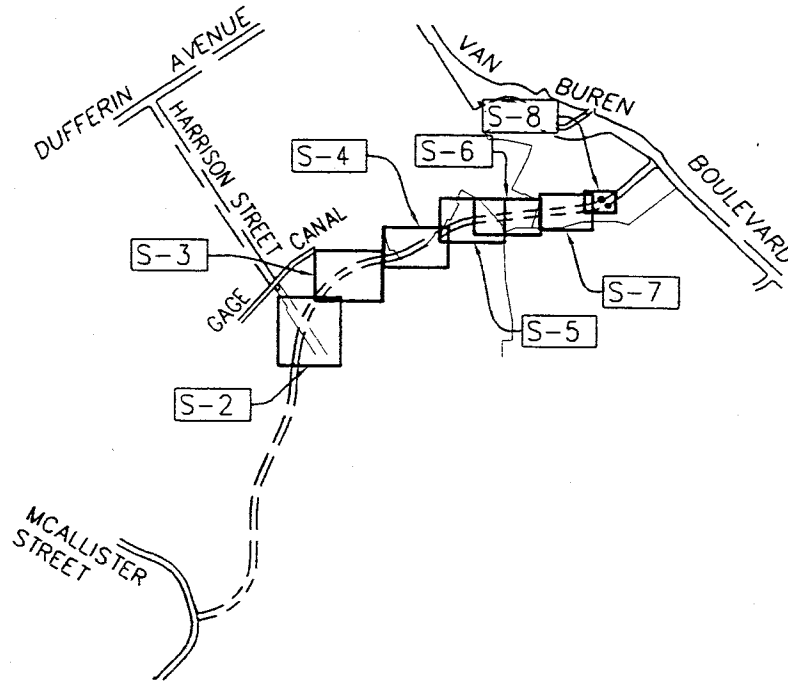 DUFFERIN AVENUE
VAN BUREN BOULEVARD
HARRISON STREET
S-8
S-6
S-4
GAGE CANAL
S-3
S-7
S-5
S-2
MCALLISTER
STREET